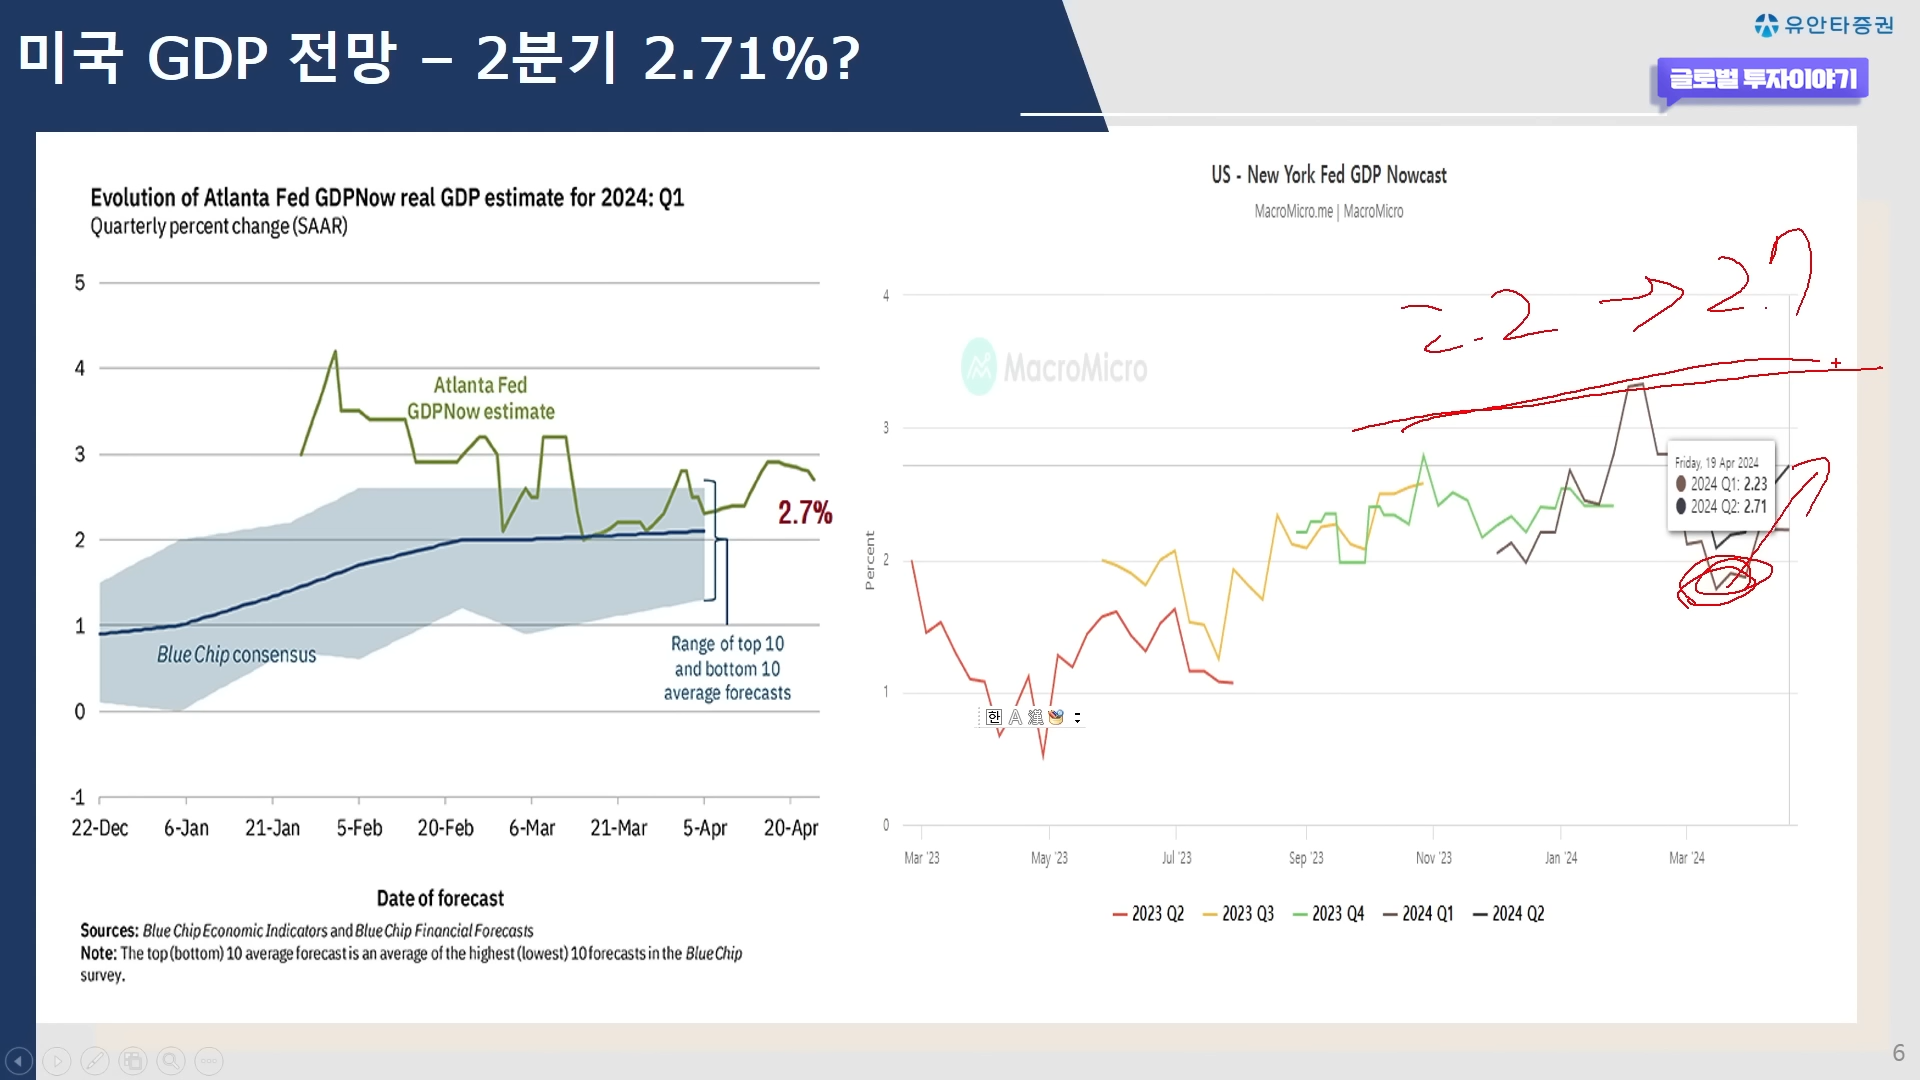 미국 GDP 전망 – 2분기 2.71%?
유안타증권
글로벌 투자이야기
Evolution of Atlanta Fed GDPNow real GDP estimate for 2024: Q1
Quarterly percent change (SAAR)
5
4
3
2
1
0
-1
Atlanta Fed
GDPNow estimate
2.7%
Blue Chip consensus
Range of top 10
and bottom 10
average forecasts
22-Dec 6-Jan 21-Jan 5-Feb 20-Feb 6-Mar 21-Mar 5-Apr 20-Apr
Date of forecast
Sources: Blue Chip Economic Indicators and Blue Chip Financial Forecasts
Note: The top (bottom) 10 average forecast is an average of the highest (lowest) 10 forecasts in the Blue Chip
survey.
US - New York Fed GDP Nowcast
MacroMicro.me | MacroMicro
2.2 → 2.7
MacroMicro
Percent
4
3
2
1
0
Friday, 19 Apr 2024
2024 Q1: 2.23
2024 Q2: 2.71
한 A 漢
Mar '23 May '23 Jul '23 Sep '23 Nov '23 Jan '24 Mar '24
2023 Q2 2023 Q3 2023 Q4 2024 Q1 2024 Q2
6